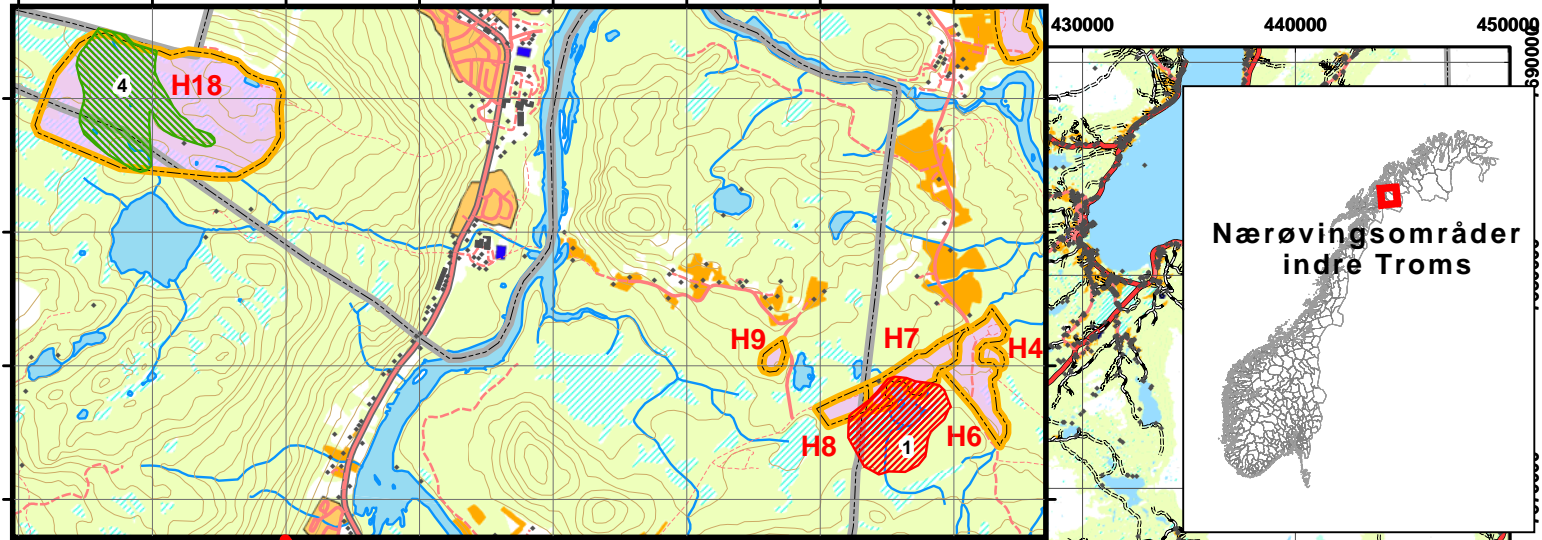 430000
440000
450000
4
H18
H9
H7
H4
H8
1
H6
Nærøvingsområder
indre Troms